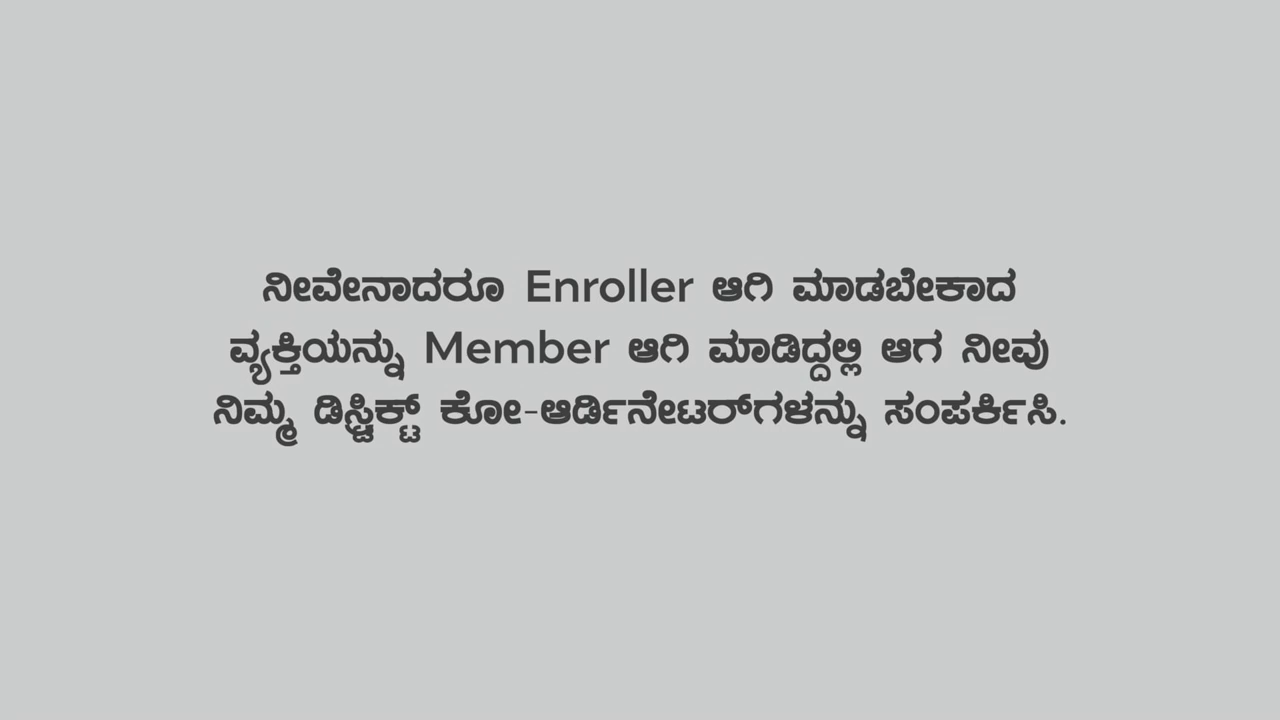 ನೀವೇನಾದರೂ Enroller ಆಗಿ ಮಾಡಬೇಕಾದ
ವ್ಯಕ್ತಿಯನ್ನು Member ಆಗಿ ಮಾಡಿದ್ದಲ್ಲಿ ಆಗ ನೀವು
ನಿಮ್ಮ ಡಿಸ್ಟ್ರಿಕ್ಟ್ ಕೋ-ಆರ್ಡಿನೇಟರ್‌ಗಳನ್ನು ಸಂಪರ್ಕಿಸಿ.